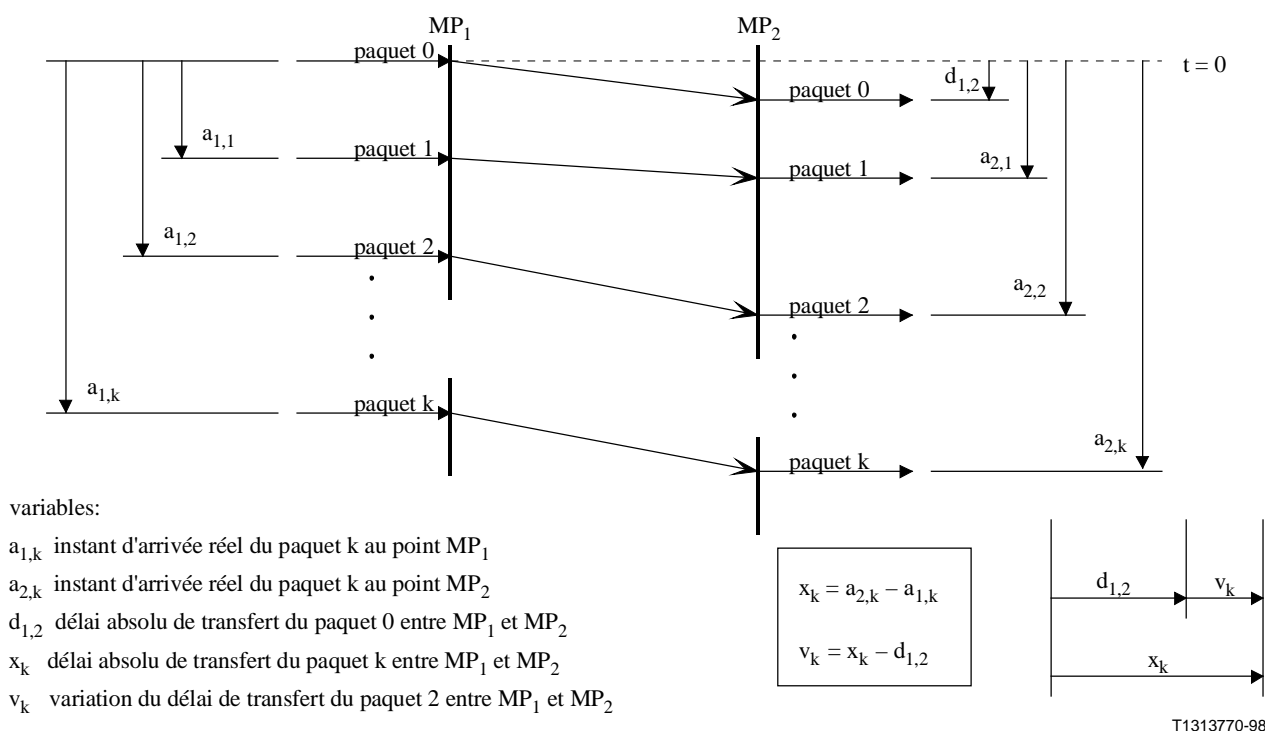 MP1 MP2
paquet 0 t = 0
d1,2
paquet 0
a1,1 paquet 1
paquet 1 a2,1
a1,2 paquet 2
a2,2
paquet 2
a1,k paquet k
a2,k
paquet k
variables:
a1,k instant d'arrivée réel du paquet k au point MP1
a2,k instant d'arrivée réel du paquet k au point MP2
d1,2 délai absolu de transfert du paquet 0 entre MP1 et MP2
xk délai absolu de transfert du paquet k entre MP1 et MP2
vk variation du délai de transfert du paquet 2 entre MP1 et MP2
xk = a2,k – a1,k
vk = xk – d1,2
d1,2 vk
xk
T1313770-98